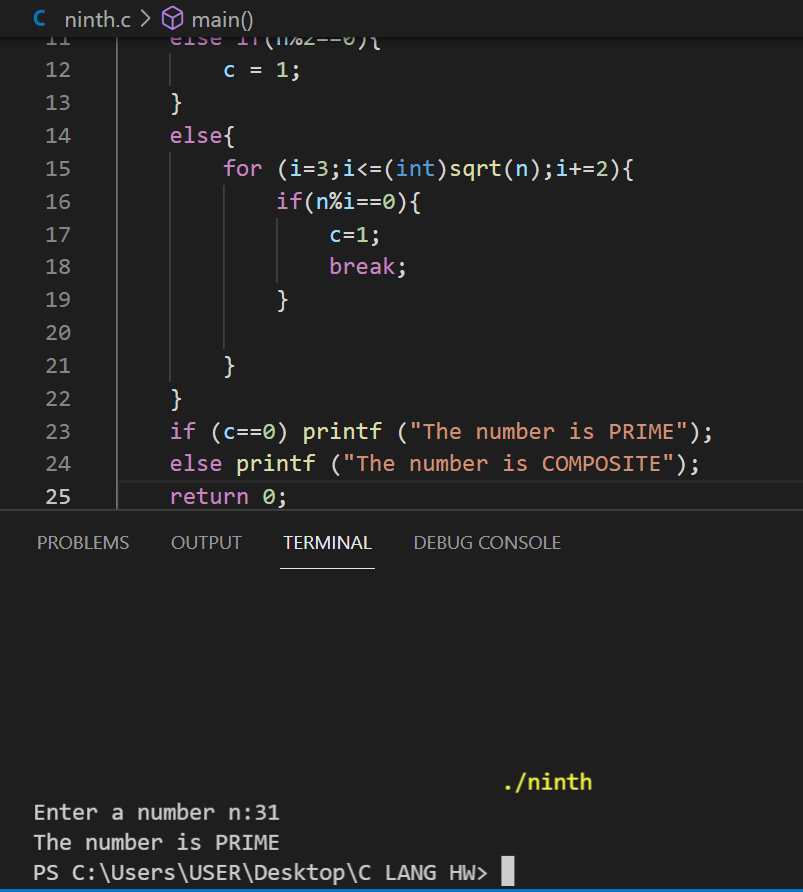 C ninth.c > main()
11 else if(n%2==0){
12 c = 1;
13 }
14 else{
15 for (i=3;i<=(int)sqrt(n);i+=2){
16 if(n%i==0){
17 c=1;
18 break;
19 }
20
21 }
22 }
23 if (c==0) printf ("The number is PRIME");
24 else printf ("The number is COMPOSITE");
25 return 0;
PROBLEMS OUTPUT TERMINAL DEBUG CONSOLE
./ninth
Enter a number n:31
The number is PRIME
PS C:\Users\USER\Desktop\C LANG HW>